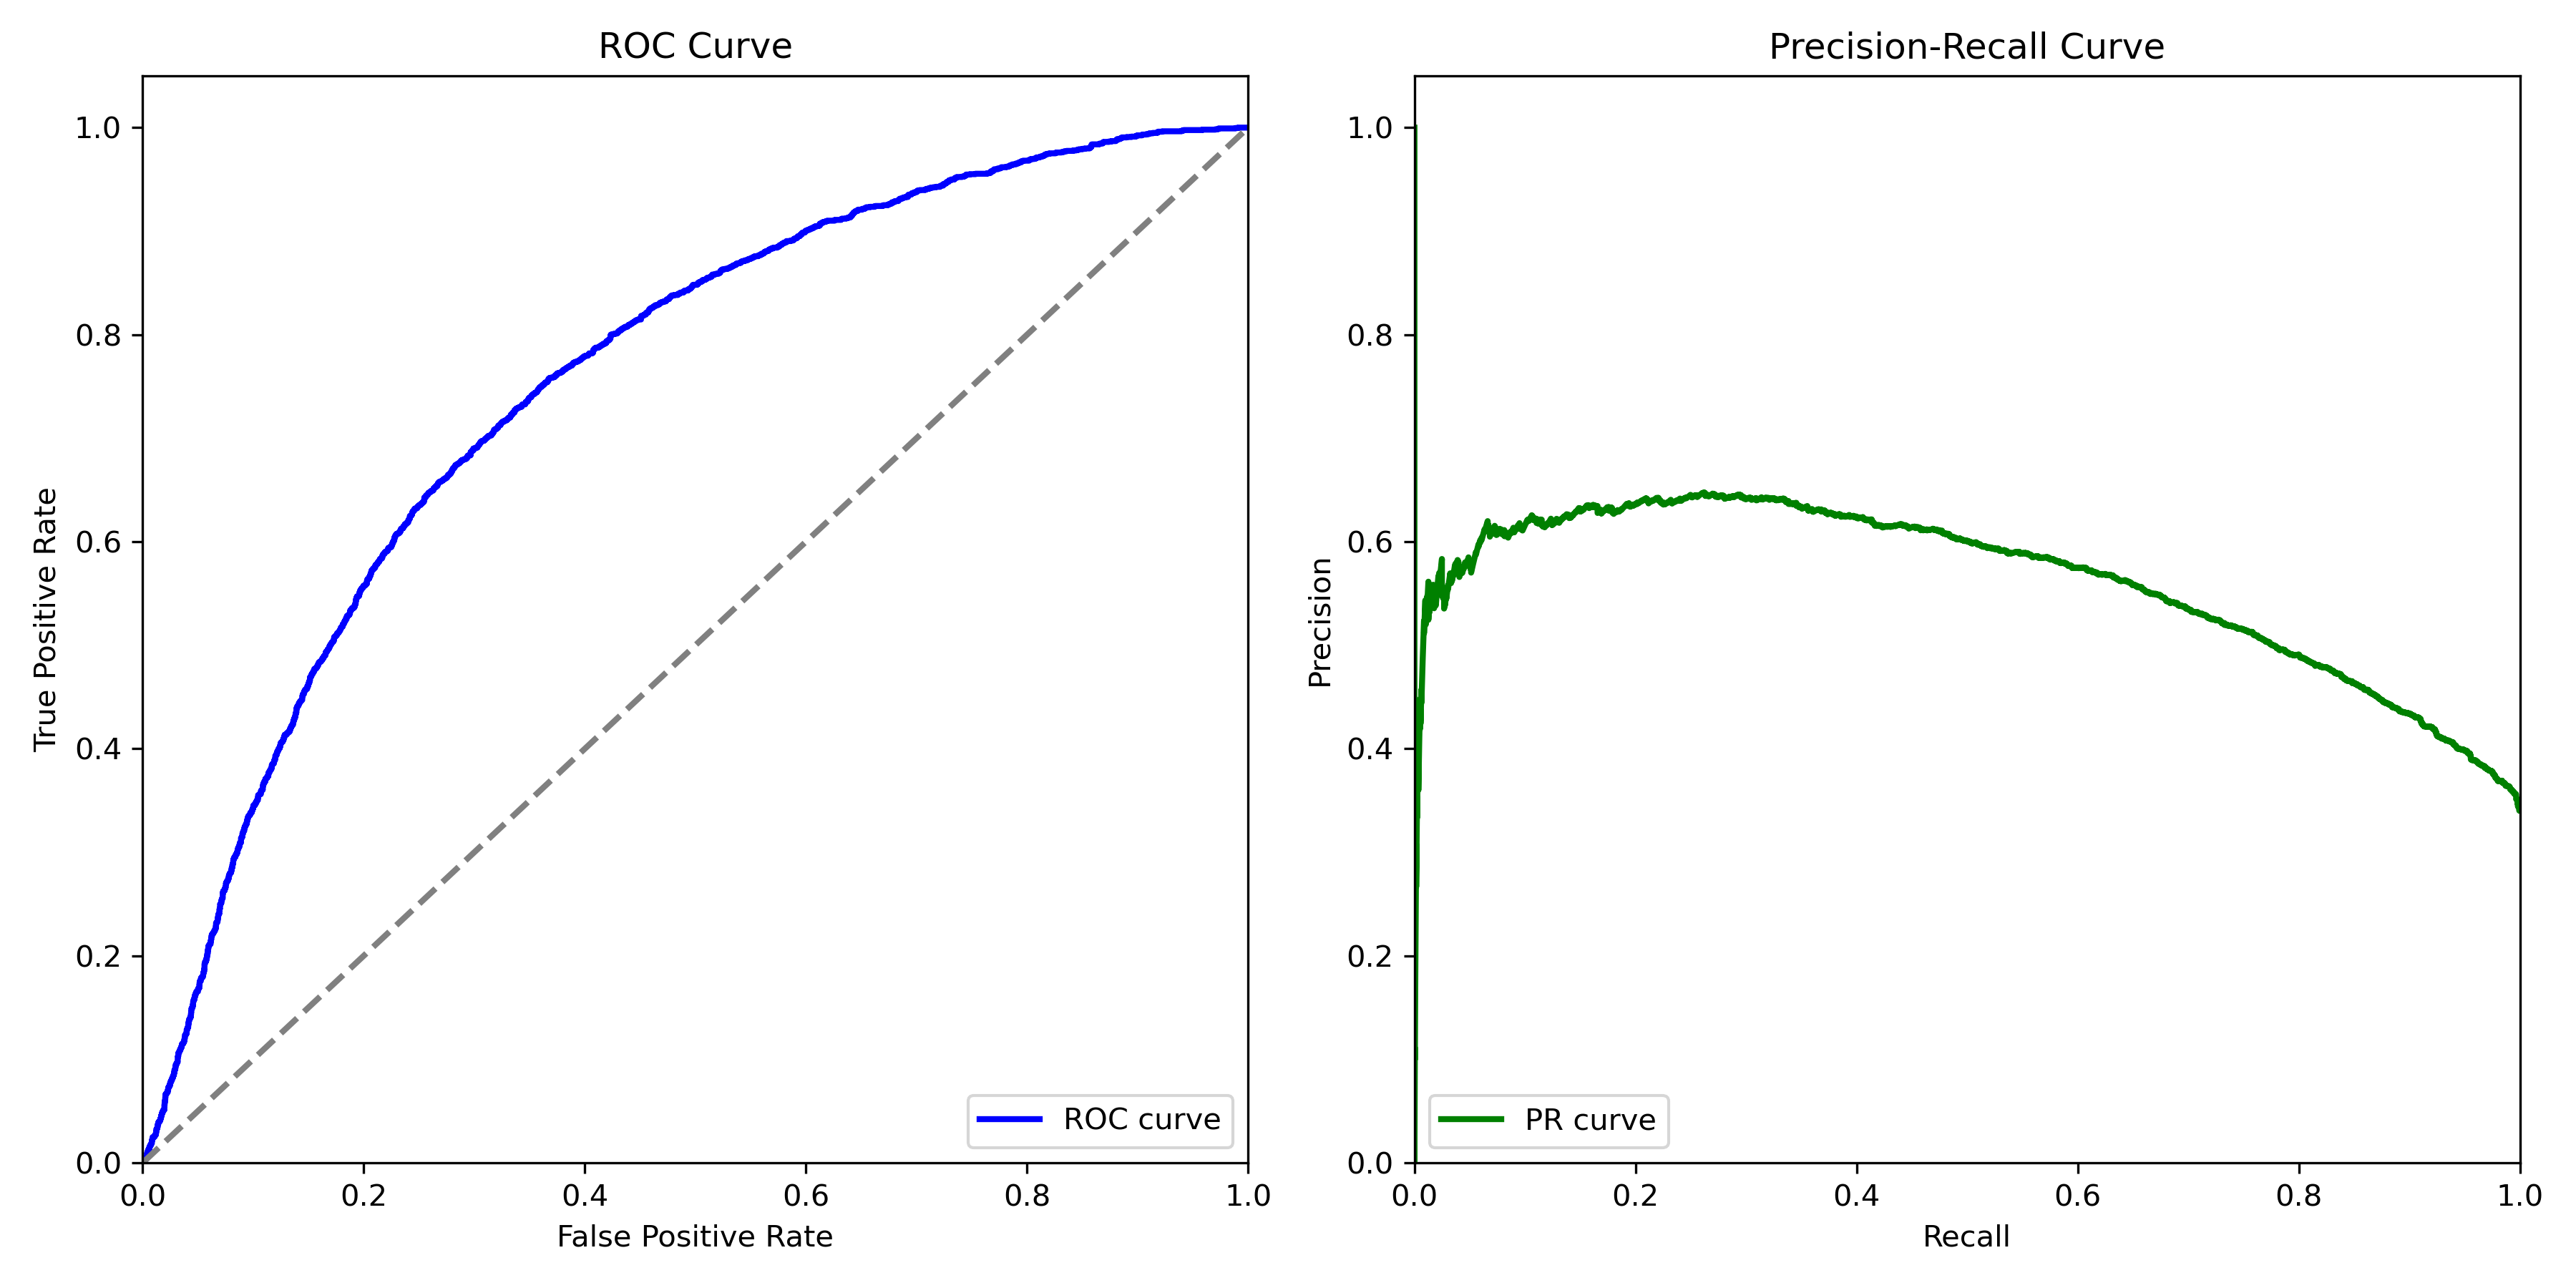 ROC Curve
True Positive Rate
1.0
0.8
0.6
0.4
0.2
0.0
0.0 0.2 0.4 0.6 0.8 1.0
False Positive Rate
ROC curve
Precision-Recall Curve
Precision
1.0
0.8
0.6
0.4
0.2
0.0
0.0 0.2 0.4 0.6 0.8 1.0
Recall
PR curve